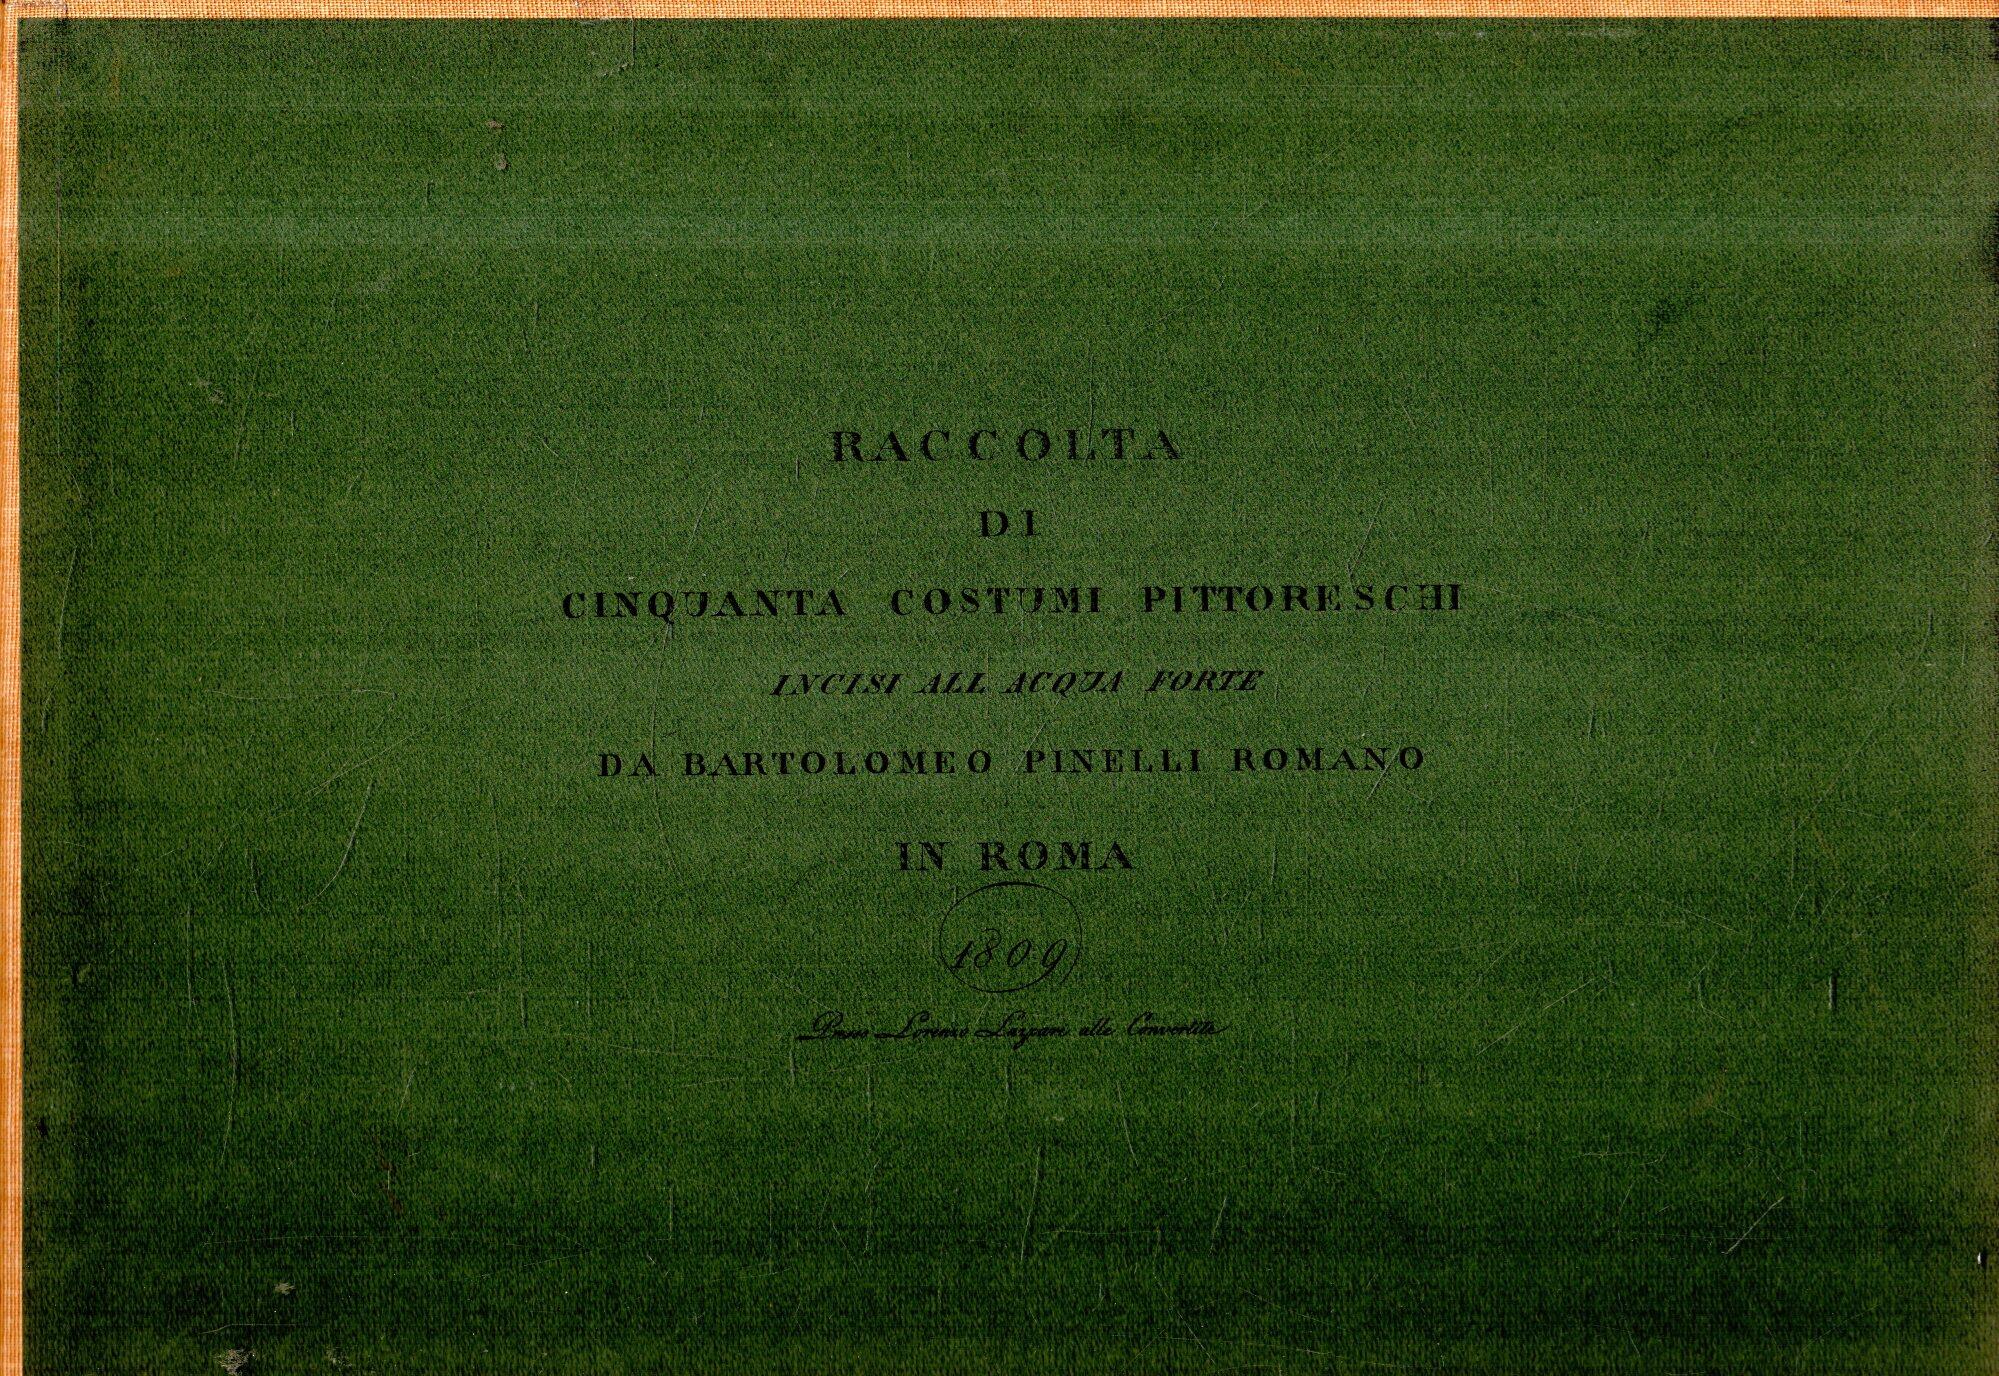 RACCOLTA
DI
CINQUANTA COSTUMI PITTORESCHI
INCISI ALL ACQUA FORTE
DA BARTOLOMEO PINELLI ROMANO
IN ROMA
1809
Presso Lorenzo Lazzari alle Convertite